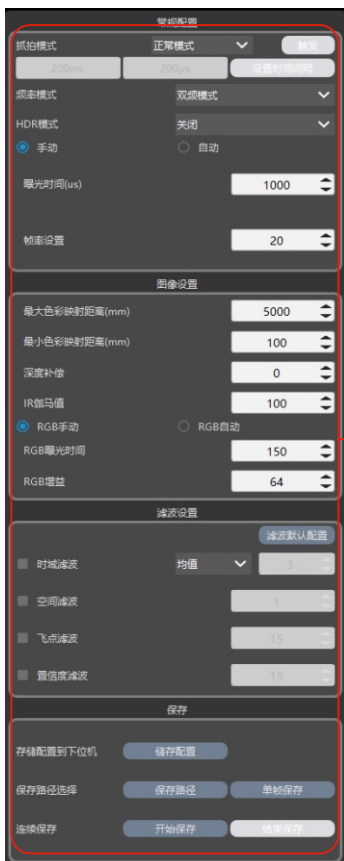 常规配置
抓拍模式 正常模式 触发
200ms 200μs 设置时间间隔
频率模式 双频模式
HDR模式 关闭
手动 自动
曝光时间(us) 1000
帧率设置 20
图像设置
最大色彩映射距离(mm) 5000
最小色彩映射距离(mm) 100
深度补偿 0
IR伽马值 100
RGB手动 RGB自动
RGB曝光时间 150
RGB增益 64
滤波设置
滤波默认配置
时域滤波 均值 3
空间滤波 1
飞点滤波 15
置信度滤波 15
保存
存储配置到下位机 储存配置
保存路径选择 保存路径 单帧保存
连续保存 开始保存 结束保存